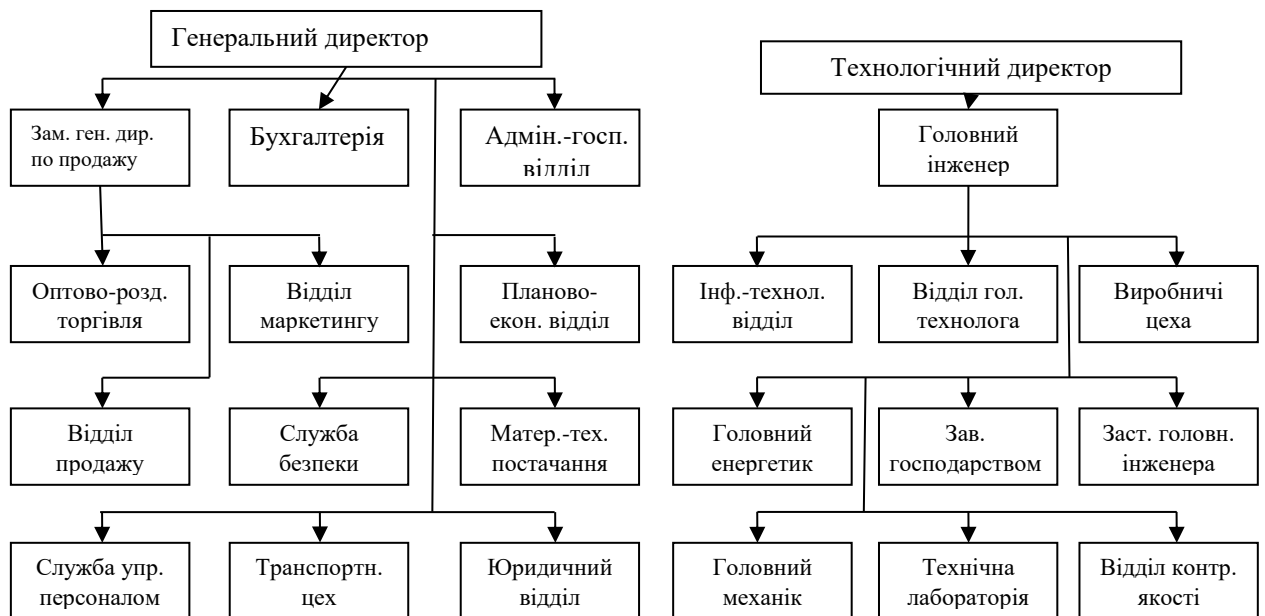 Генеральний директор
Технологічний директор
Зам. ген. дир.
по продажу
Бухгалтерія
Адмін.-госп.
відділ
Головний
інженер
Оптово-розд.
торгівля
Відділ
маркетингу
Планово-
екон. відділ
Інф.-технол.
відділ
Відділ гол.
технолога
Виробничі
цеха
Відділ
продажу
Служба
безпеки
Матер.-тех.
постачання
Головний
енергетик
Зав.
господарством
Заст. головн.
інженера
Служба упр.
персоналом
Транспортн.
цех
Юридичний
відділ
Головний
механік
Технічна
лабораторія
Відділ контр.
якості